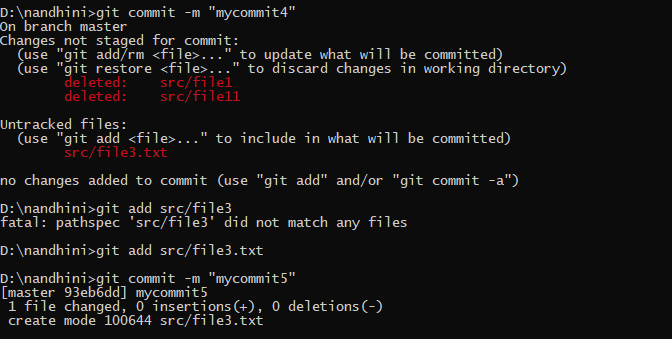 D:\nandhini>git commit -m "mycommit4"
On branch master
Changes not staged for commit:
  (use "git add/rm <file>..." to update what will be committed)
  (use "git restore <file>..." to discard changes in working directory)
        deleted:    src/file1
        deleted:    src/file11

Untracked files:
  (use "git add <file>..." to include in what will be committed)
        src/file3.txt

no changes added to commit (use "git add" and/or "git commit -a")

D:\nandhini>git add src/file3
fatal: pathspec 'src/file3' did not match any files

D:\nandhini>git add src/file3.txt

D:\nandhini>git commit -m "mycommit5"
[master 93eb6dd] mycommit5
 1 file changed, 0 insertions(+), 0 deletions(-)
 create mode 100644 src/file3.txt